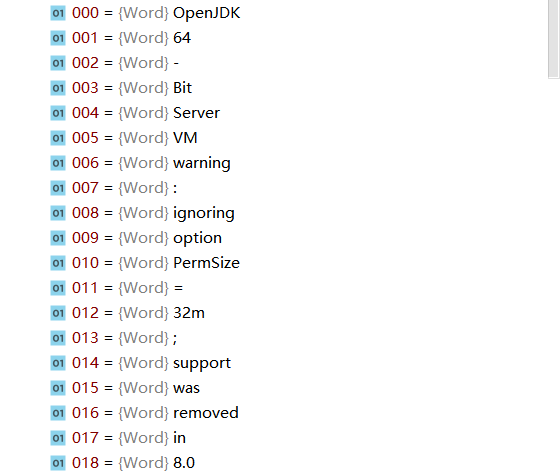 01 000 = {Word} OpenJDK
01 001 = {Word} 64
01 002 = {Word} -
01 003 = {Word} Bit
01 004 = {Word} Server
01 005 = {Word} VM
01 006 = {Word} warning
01 007 = {Word} :
01 008 = {Word} ignoring
01 009 = {Word} option
01 010 = {Word} PermSize
01 011 = {Word} =
01 012 = {Word} 32m
01 013 = {Word} ;
01 014 = {Word} support
01 015 = {Word} was
01 016 = {Word} removed
01 017 = {Word} in
01 018 = {Word} 8.0